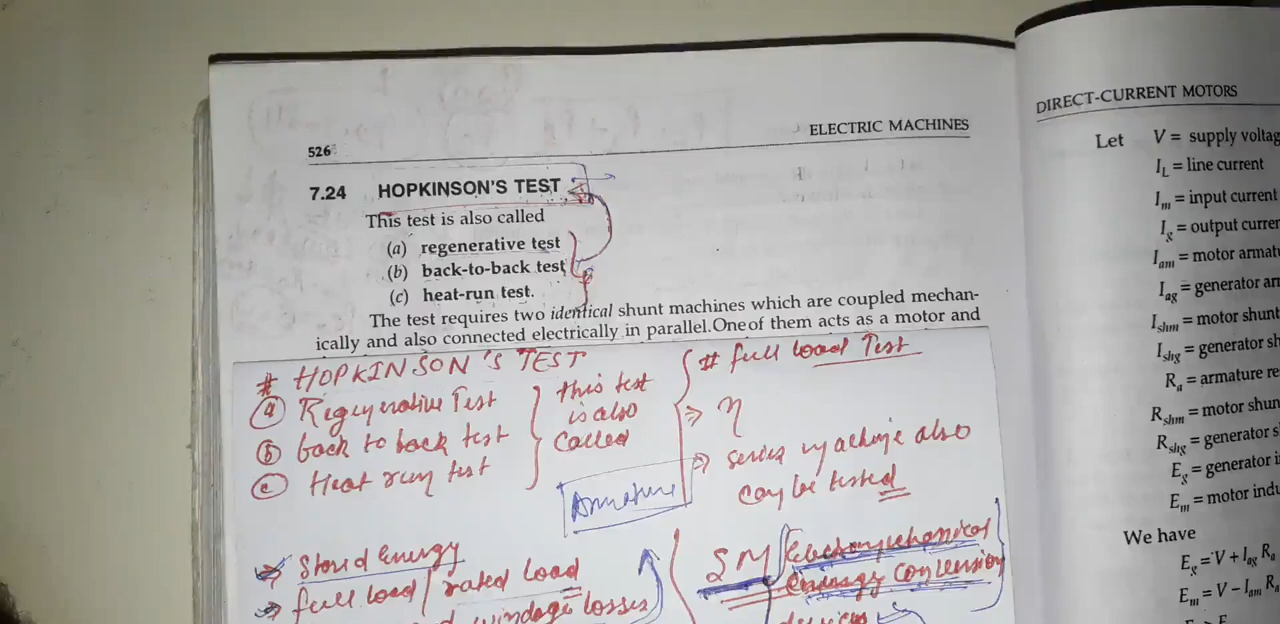 526
ELECTRIC MACHINES
7.24 HOPKINSON'S TEST
This test is also called
(a) regenerative test
(b) back-to-back test
(c) heat-run test.
The test requires two identical shunt machines which are coupled mechan-
ically and also connected electrically in parallel. One of them acts as a motor and
# HOPKINSON'S TEST
(a) Regenerative Test
(b) back to back test
(c) Heat run test
this test
is also
called
# full load Test
⇒ η
⇒ series machine also
can be tested
Armature
Stored energy
full load / rated load
windage losses
SM
Electromechanical
energy conversion
devices
DIRECT-CURRENT MOTORS
Let V = supply voltag
I_L = line current
I_m = input current
I_g = output curre
I_am = motor armat
I_ag = generator ar
I_shm = motor shunt
I_shg = generator sh
R_a = armature re
R_shm = motor shun
R_shg = generator s
E_g = generator i
E_m = motor indu
We have
E_g = V + I_ag R_a
E_m = V - I_am R_a